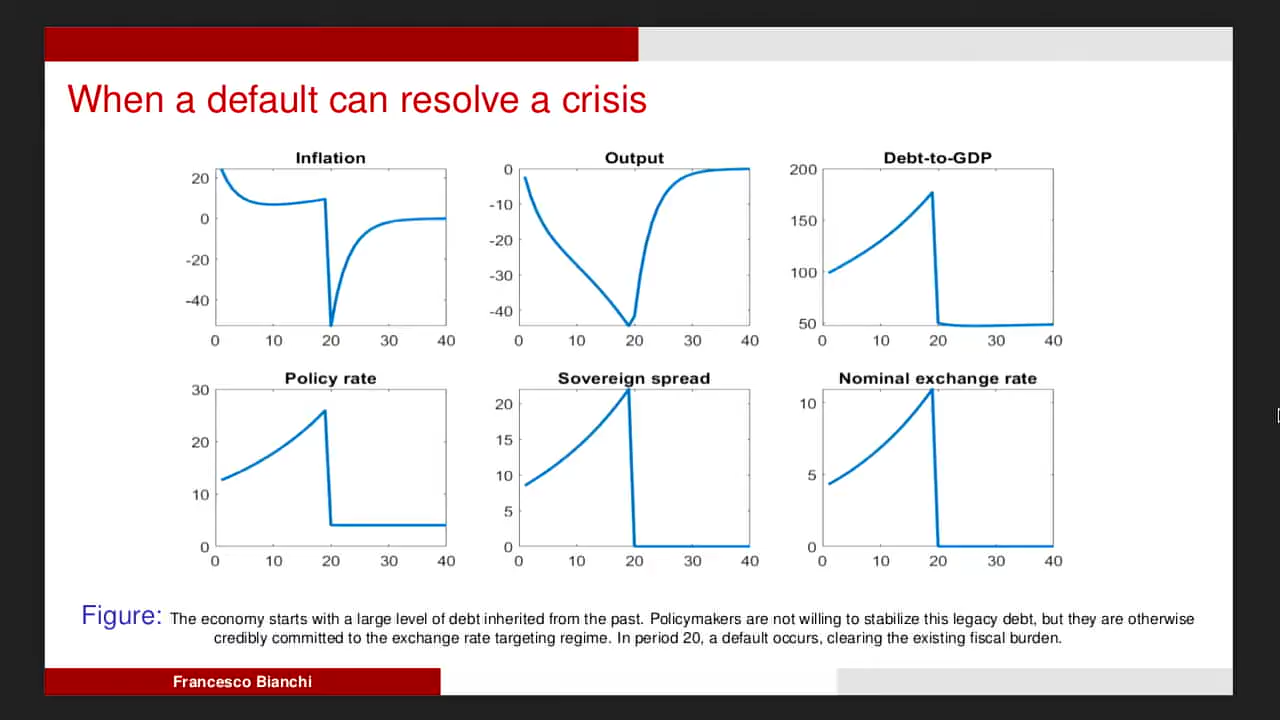 When a default can resolve a crisis
Inflation
20
0
-20
-40
0 10 20 30 40
Output
0
-10
-20
-30
-40
0 10 20 30 40
Debt-to-GDP
200
150
100
50
0 10 20 30 40
Policy rate
30
20
10
0
0 10 20 30 40
Sovereign spread
20
15
10
5
0
0 10 20 30 40
Nominal exchange rate
10
5
0
0 10 20 30 40
Figure: The economy starts with a large level of debt inherited from the past. Policymakers are not willing to stabilize this legacy debt, but they are otherwise
credibly committed to the exchange rate targeting regime. In period 20, a default occurs, clearing the existing fiscal burden.
Francesco Bianchi